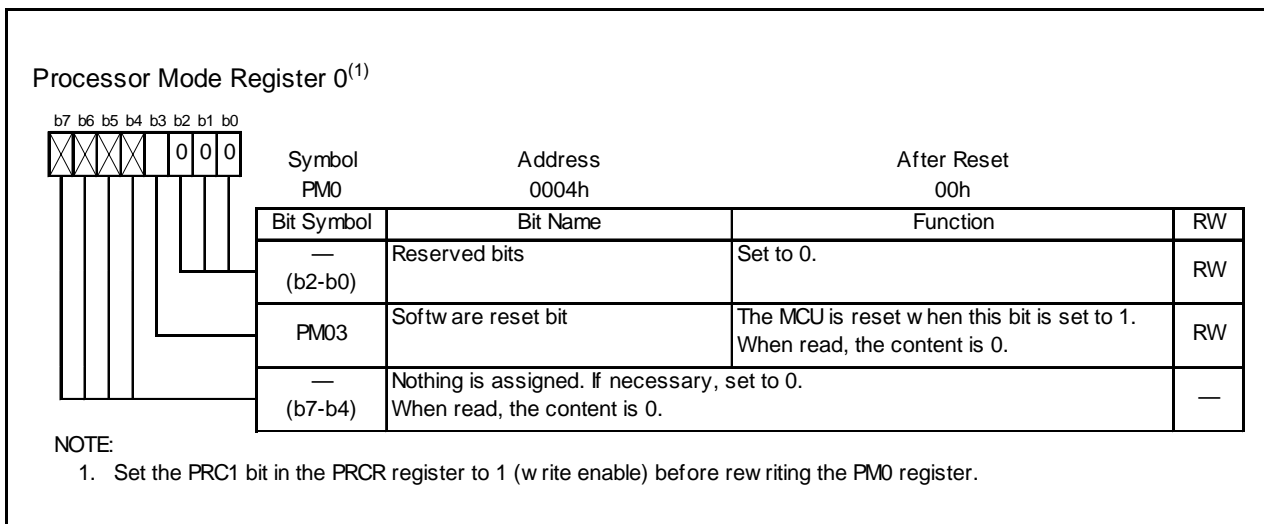 Processor Mode Register 0(1)
b7 b6 b5 b4 b3 b2 b1 b0
0 0 0
Symbol Address After Reset
PM0 0004h 00h
Bit Symbol Bit Name Function RW
— Reserved bits Set to 0. RW
(b2-b0)
PM03 Software reset bit The MCU is reset when this bit is set to 1. RW
When read, the content is 0.
— Nothing is assigned. If necessary, set to 0. —
(b7-b4) When read, the content is 0.
NOTE:
1. Set the PRC1 bit in the PRCR register to 1 (write enable) before rewriting the PM0 register.